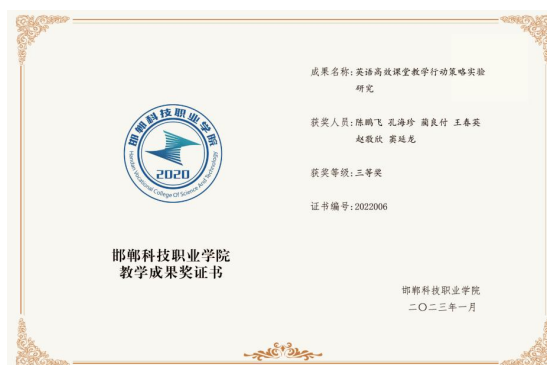 邯郸科技职业学院
2020
Handan Vocational College Of Science And Technology
邯郸科技职业学院
教学成果奖证书
成果名称:英语高效课堂教学行动策略实验
研究
获奖人员:陈鹏飞 孔海珍 蔺良付 王春英
赵敬欣 窦延龙
获奖等级:三等奖
证书编号:2022006
邯郸科技职业学院
二〇二三年一月